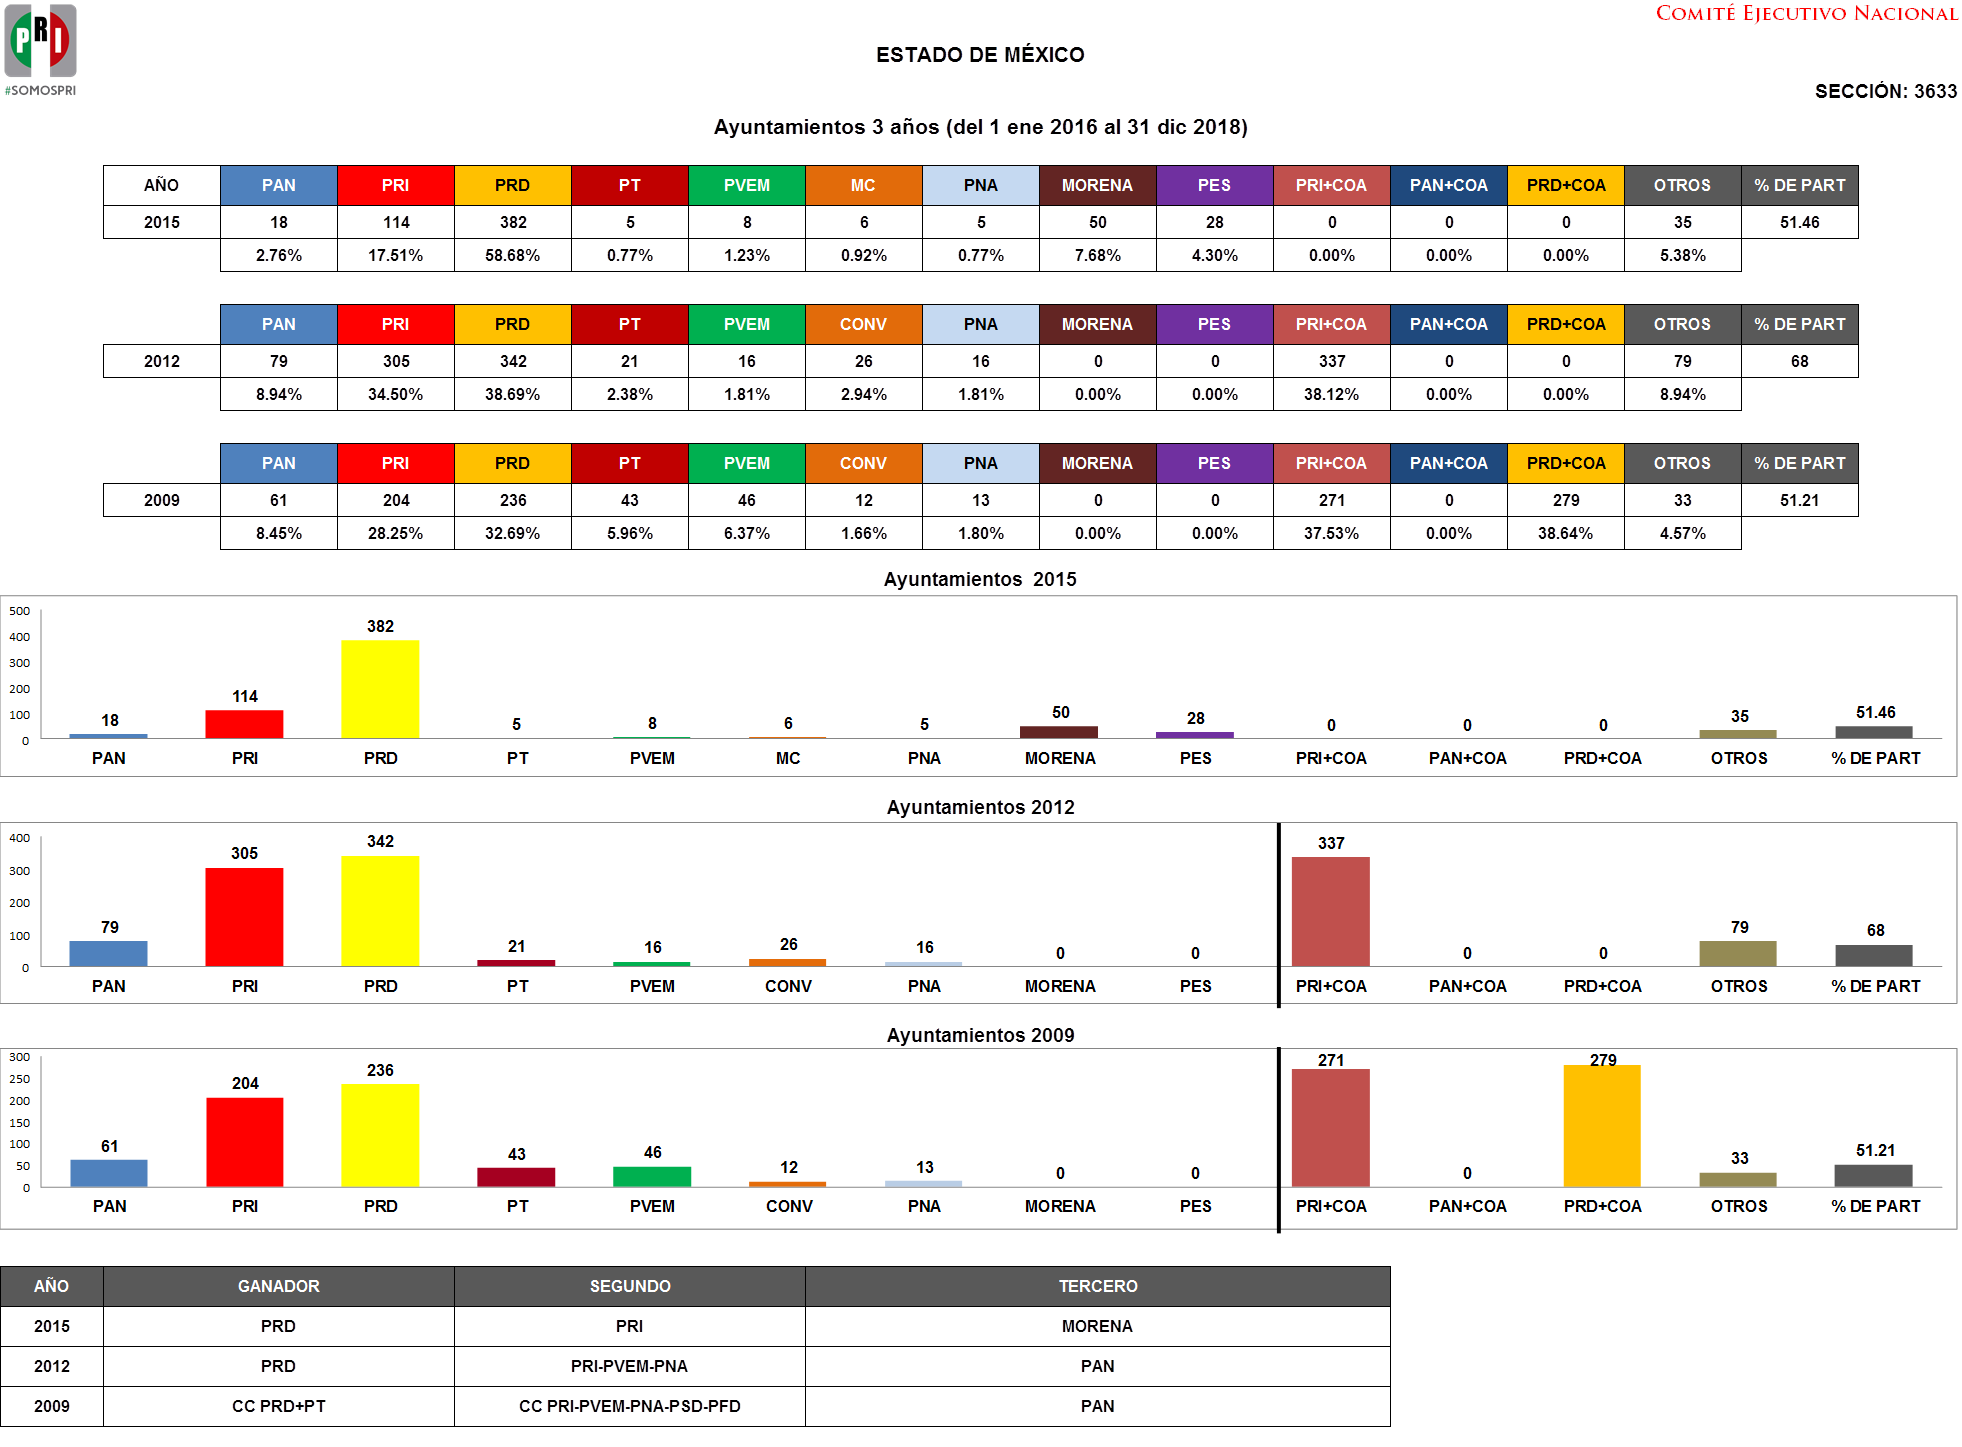 PRI
#SOMOSPRI
COMITÉ EJECUTIVO NACIONAL
ESTADO DE MÉXICO
SECCIÓN: 3633
Ayuntamientos 3 años (del 1 ene 2016 al 31 dic 2018)
AÑO PAN PRI PRD PT PVEM MC PNA MORENA PES PRI+COA PAN+COA PRD+COA OTROS % DE PART
2015 18 114 382 5 8 6 5 50 28 0 0 0 35 51.46
2.76% 17.51% 58.68% 0.77% 1.23% 0.92% 0.77% 7.68% 4.30% 0.00% 0.00% 0.00% 5.38%
PAN PRI PRD PT PVEM CONV PNA MORENA PES PRI+COA PAN+COA PRD+COA OTROS % DE PART
2012 79 305 342 21 16 26 16 0 0 337 0 0 79 68
8.94% 34.50% 38.69% 2.38% 1.81% 2.94% 1.81% 0.00% 0.00% 38.12% 0.00% 0.00% 8.94%
PAN PRI PRD PT PVEM CONV PNA MORENA PES PRI+COA PAN+COA PRD+COA OTROS % DE PART
2009 61 204 236 43 46 12 13 0 0 271 0 279 33 51.21
8.45% 28.25% 32.69% 5.96% 6.37% 1.66% 1.80% 0.00% 0.00% 37.53% 0.00% 38.64% 4.57%
Ayuntamientos 2015
500
400
300
200
100
0
18 114 382 5 8 6 5 50 28 0 0 0 35 51.46
PAN PRI PRD PT PVEM MC PNA MORENA PES PRI+COA PAN+COA PRD+COA OTROS % DE PART
Ayuntamientos 2012
400
300
200
100
0
79 305 342 21 16 26 16 0 0 337 0 0 79 68
PAN PRI PRD PT PVEM CONV PNA MORENA PES PRI+COA PAN+COA PRD+COA OTROS % DE PART
Ayuntamientos 2009
300
250
200
150
100
50
0
61 204 236 43 46 12 13 0 0 271 0 279 33 51.21
PAN PRI PRD PT PVEM CONV PNA MORENA PES PRI+COA PAN+COA PRD+COA OTROS % DE PART
AÑO GANADOR SEGUNDO TERCERO
2015 PRD PRI MORENA
2012 PRD PRI-PVEM-PNA PAN
2009 CC PRD+PT CC PRI-PVEM-PNA-PSD-PFD PAN